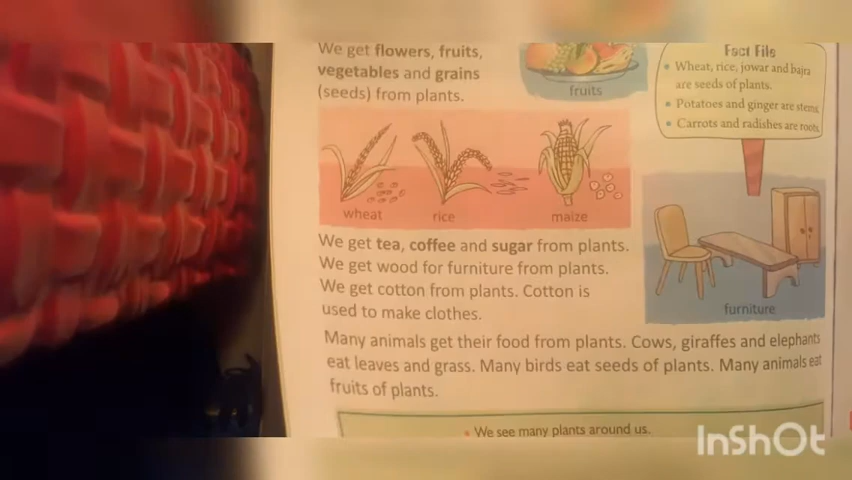 We get flowers, fruits,
vegetables and grains
(seeds) from plants.
fruits
Fact File
Wheat, rice, jowar and bajra
are seeds of plants.
Potatoes and ginger are stems.
Carrots and radishes are roots.
wheat
rice
maize
We get tea, coffee and sugar from plants.
We get wood for furniture from plants.
We get cotton from plants. Cotton is
used to make clothes.
furniture
Many animals get their food from plants. Cows, giraffes and elephants
eat leaves and grass. Many birds eat seeds of plants. Many animals eat
fruits of plants.
We see many plants around us.
InShOt